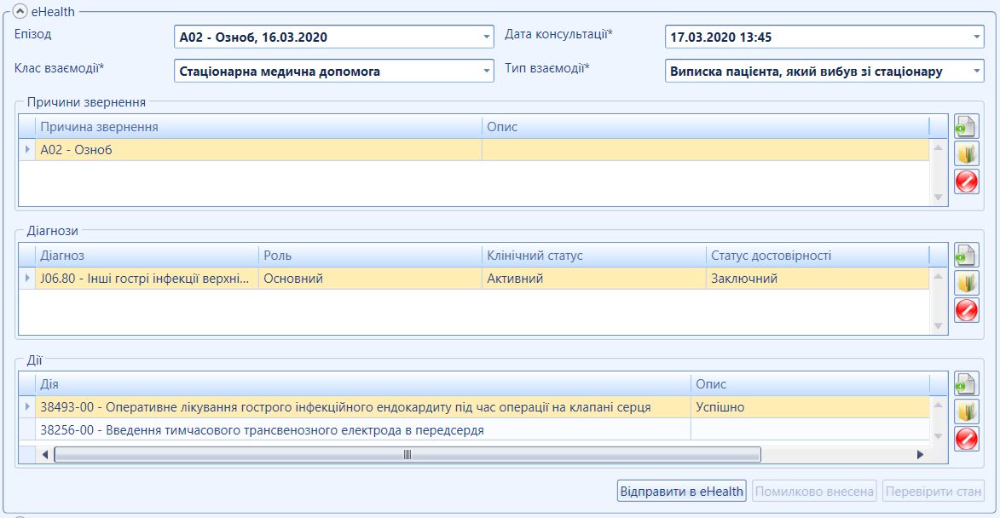 eHealth
Епізод
А02 - Озноб, 16.03.2020
Дата консультації*
17.03.2020 13:45
Клас взаємодії*
Стаціонарна медична допомога
Тип взаємодії*
Виписка пацієнта, який вибув зі стаціонару
Причини звернення
Причина звернення Опис
А02 - Озноб
Діагнози
Діагноз Роль Клінічний статус Статус достовірності
J06.80 - Інші гострі інфекції верхні... Основний Активний Заключний
Дії
Дія Опис
38493-00 - Оперативне лікування гострого інфекційного ендокардиту під час операції на клапані серця Успішно
38256-00 - Введення тимчасового трансвенозного електрода в передсердя
Відправити в eHealth Помилково внесена Перевірити стан